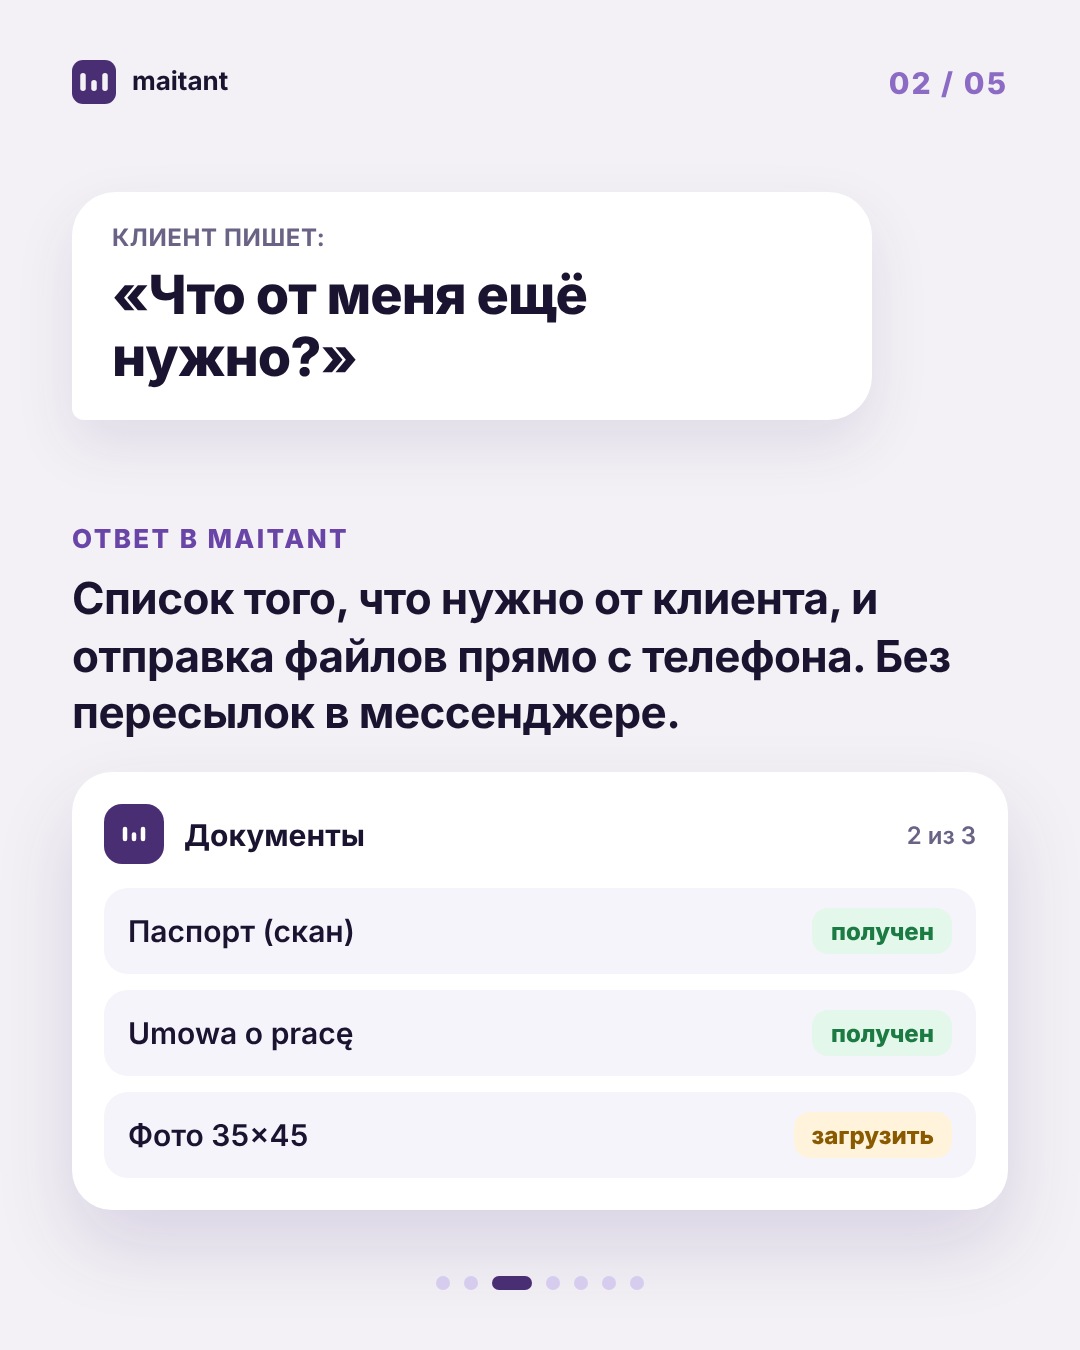 maitant
02 / 05
КЛИЕНТ ПИШЕТ:
«Что от меня ещё
нужно?»
ОТВЕТ В MAITANT
Список того, что нужно от клиента, и
отправка файлов прямо с телефона. Без
пересылок в мессенджере.
Документы
2 из 3
Паспорт (скан)
получен
Umowa o pracę
получен
Фото 35×45
загрузить